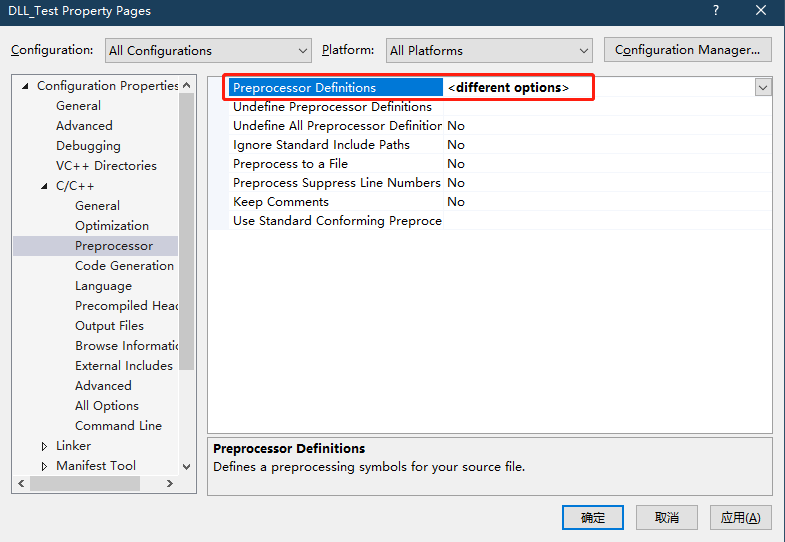 DLL_Test Property Pages ?
Configuration: All Configurations Platform: All Platforms Configuration Manager...
Configuration Properties
General
Advanced
Debugging
VC++ Directories
C/C++
General
Optimization
Preprocessor
Code Generation
Language
Precompiled Head
Output Files
Browse Informatio
External Includes
Advanced
All Options
Command Line
Linker
Manifest Tool
Preprocessor Definitions <different options>
Undefine Preprocessor Definitions
Undefine All Preprocessor Definition No
Ignore Standard Include Paths No
Preprocess to a File No
Preprocess Suppress Line Numbers No
Keep Comments No
Use Standard Conforming Preproce
Preprocessor Definitions
Defines a preprocessing symbols for your source file.
确定 取消 应用(A)